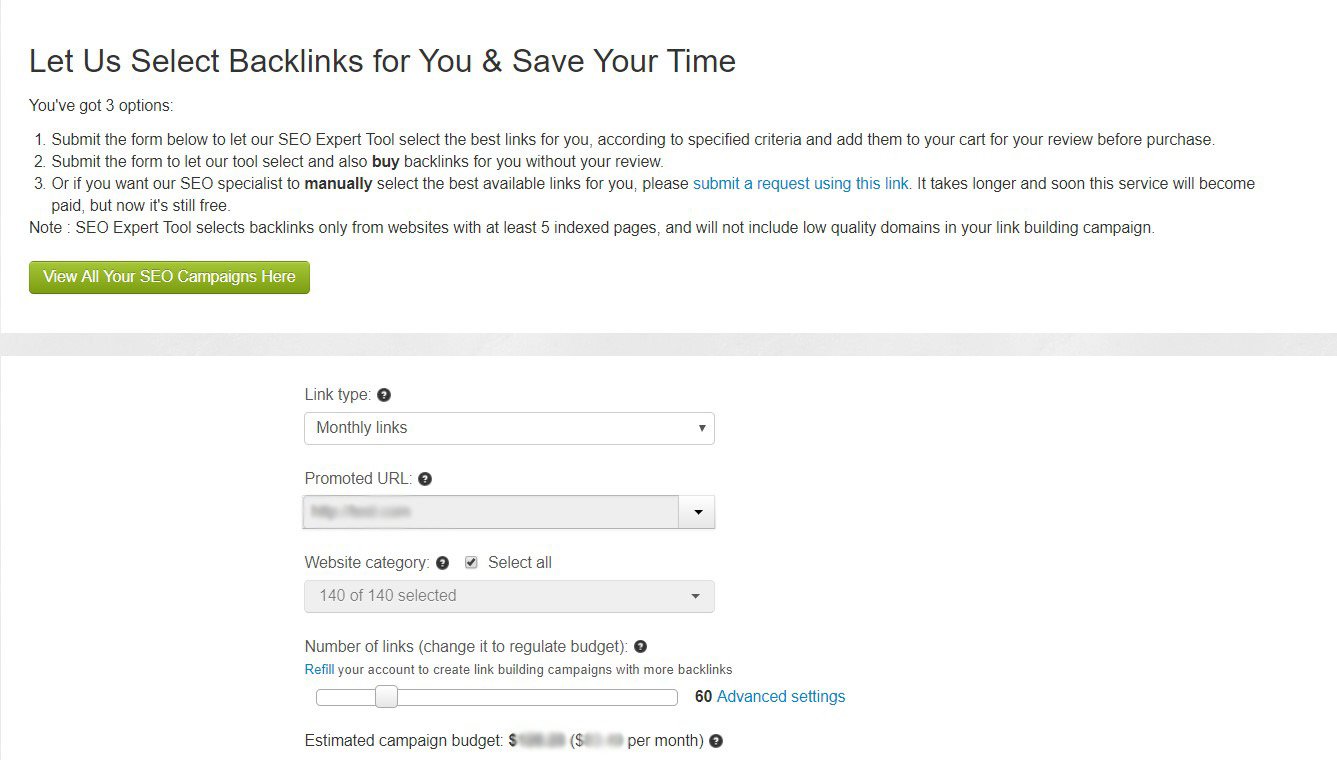 Let Us Select Backlinks for You & Save Your Time
You've got 3 options:
1. Submit the form below to let our SEO Expert Tool select the best links for you, according to specified criteria and add them to your cart for your review before purchase.
2. Submit the form to let our tool select and also buy backlinks for you without your review.
3. Or if you want our SEO specialist to manually select the best available links for you, please submit a request using this link. It takes longer and soon this service will become
paid, but now it's still free.
Note : SEO Expert Tool selects backlinks only from websites with at least 5 indexed pages, and will not include low quality domains in your link building campaign.
View All Your SEO Campaigns Here
Link type:
Monthly links
Promoted URL:
Website category: Select all
140 of 140 selected
Number of links (change it to regulate budget):
Refill your account to create link building campaigns with more backlinks
60 Advanced settings
Estimated campaign budget: $ ($ per month)